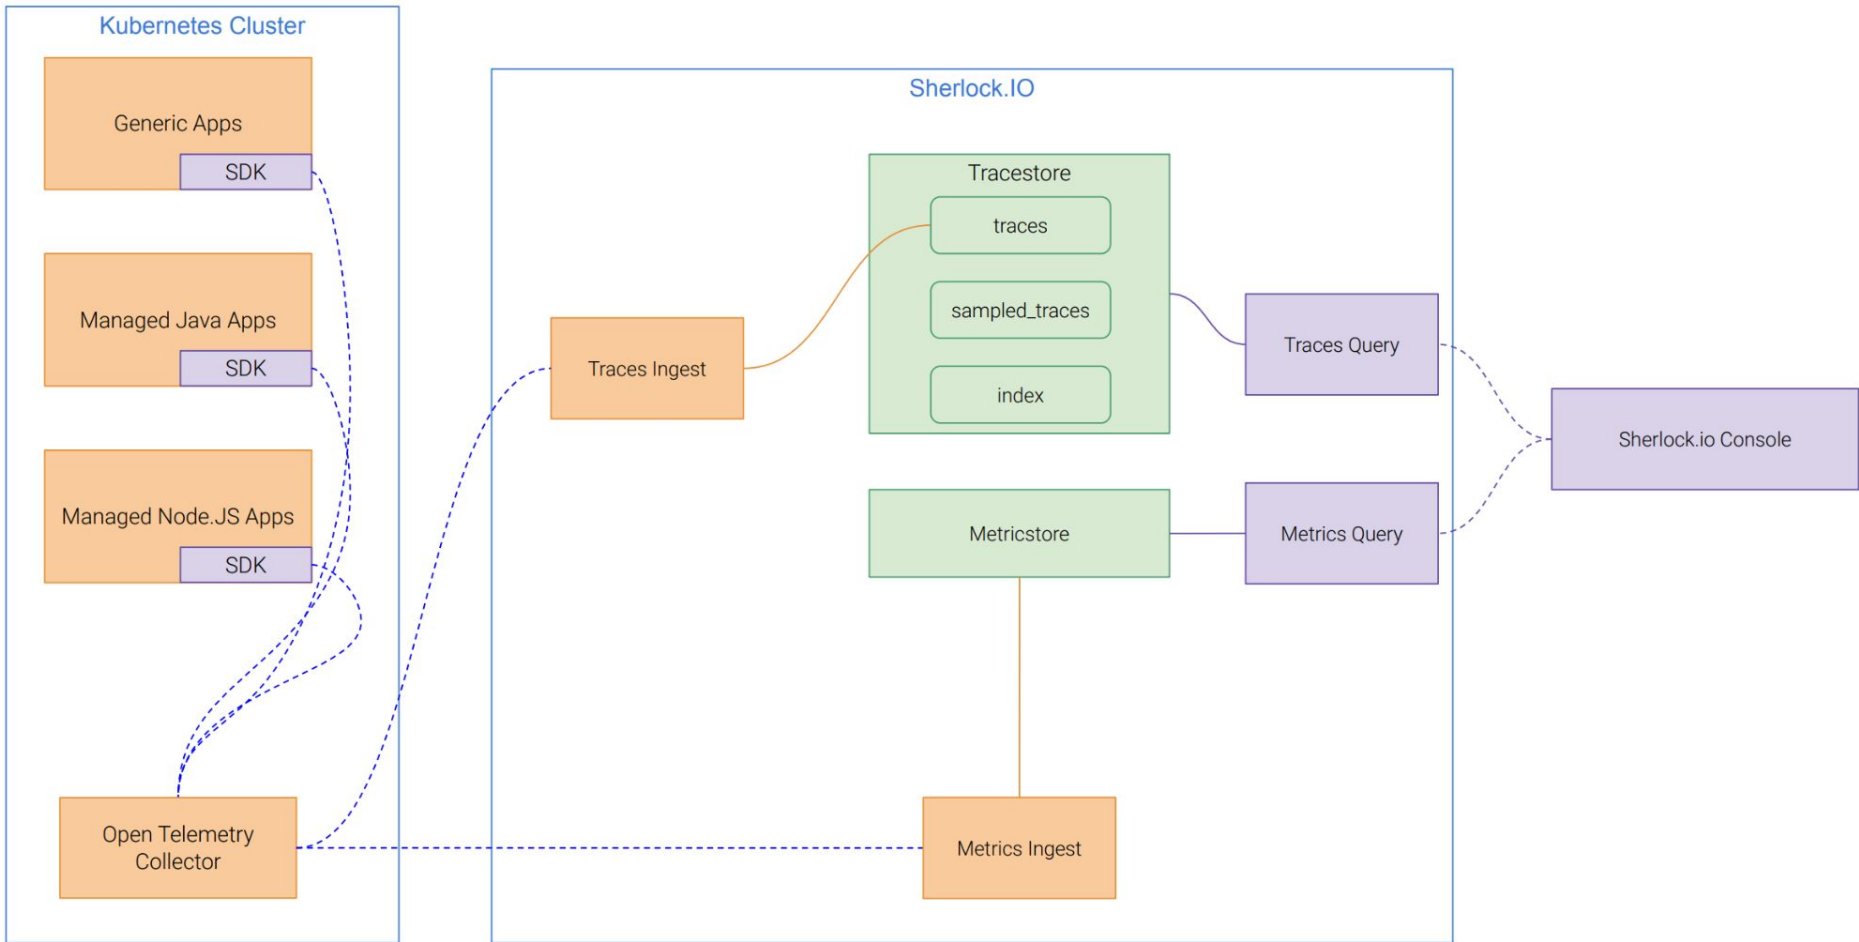 Kubernetes Cluster
Generic Apps
SDK
Managed Java Apps
SDK
Managed Node.JS Apps
SDK
Open Telemetry
Collector
Sherlock.IO
Traces Ingest
Tracestore
traces
sampled_traces
index
Metricstore
Metrics Ingest
Traces Query
Metrics Query
Sherlock.io Console